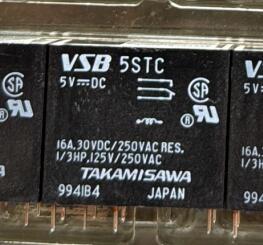 VSB 5STC
5V⎓DC
16A,30VDC/250VAC RES.
1/3HP,125V/250VAC
TAKAMISAWA
9941B4 JAPAN